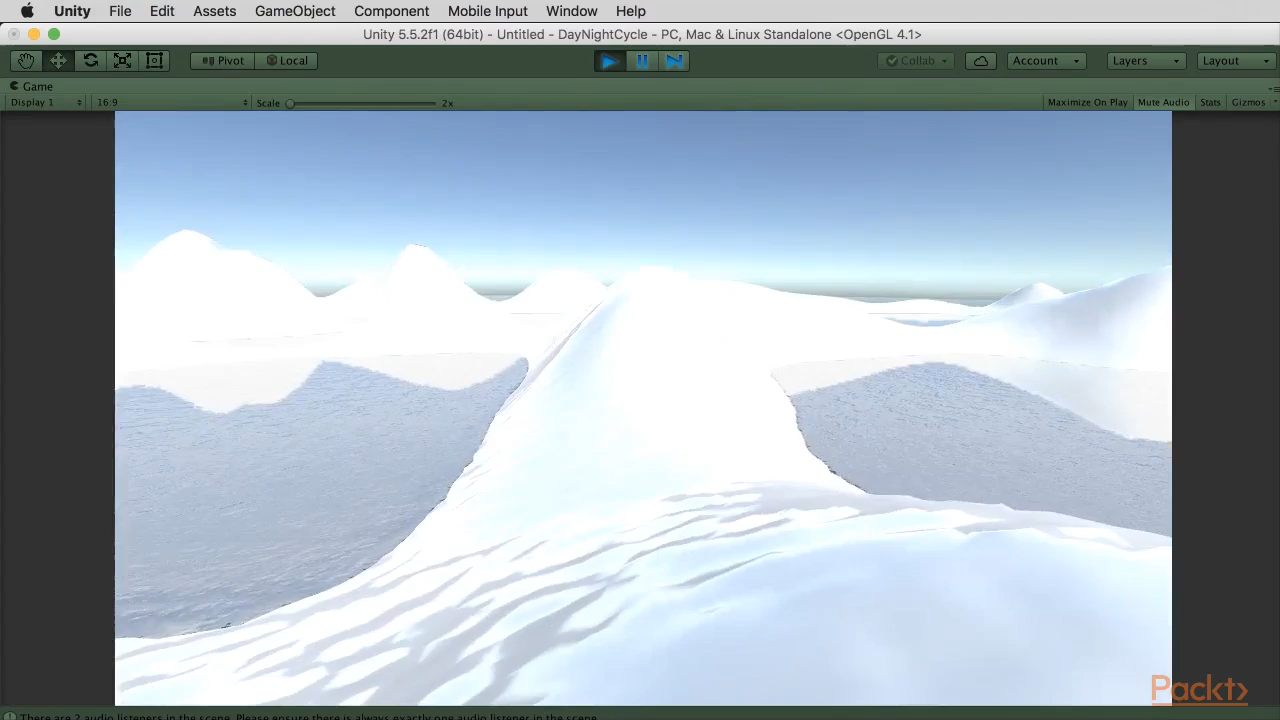 Unity File Edit Assets GameObject Component Mobile Input Window Help
Unity 5.5.2f1 (64bit) - Untitled - DayNightCycle - PC, Mac & Linux Standalone <OpenGL 4.1>
Pivot Local Collab Account Layers Layout
Game
Display 1 16:9 Scale 2x Maximize On Play Mute Audio Stats Gizmos
Packt>
There are 2 audio listeners in the scene. Please ensure there is always exactly one audio listener in the scene.